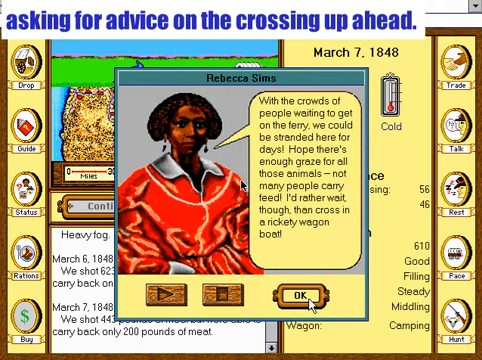 asking for advice on the crossing up ahead.
March 7, 1848
Rebecca Sims
With the crowds of
people waiting to get
on the ferry, we could
be stranded here for
days! Hope there's
enough graze for all
those animals – not
many people carry
feed! I'd rather wait,
though, than cross in
a rickety wagon
boat!
OK
Drop
Guide
Status
Rations
Buy
Trade
Talk
Rest
Pace
Hunt
Cold
0
Miles
Conti
Heavy fog.
March 6, 1848
We shot 623
carry back on
March 7, 1848
We shot 443 pounds
carry back only 200 pounds of meat.
56
46
610
Good
Filling
Steady
Middling
Wagon: Camping